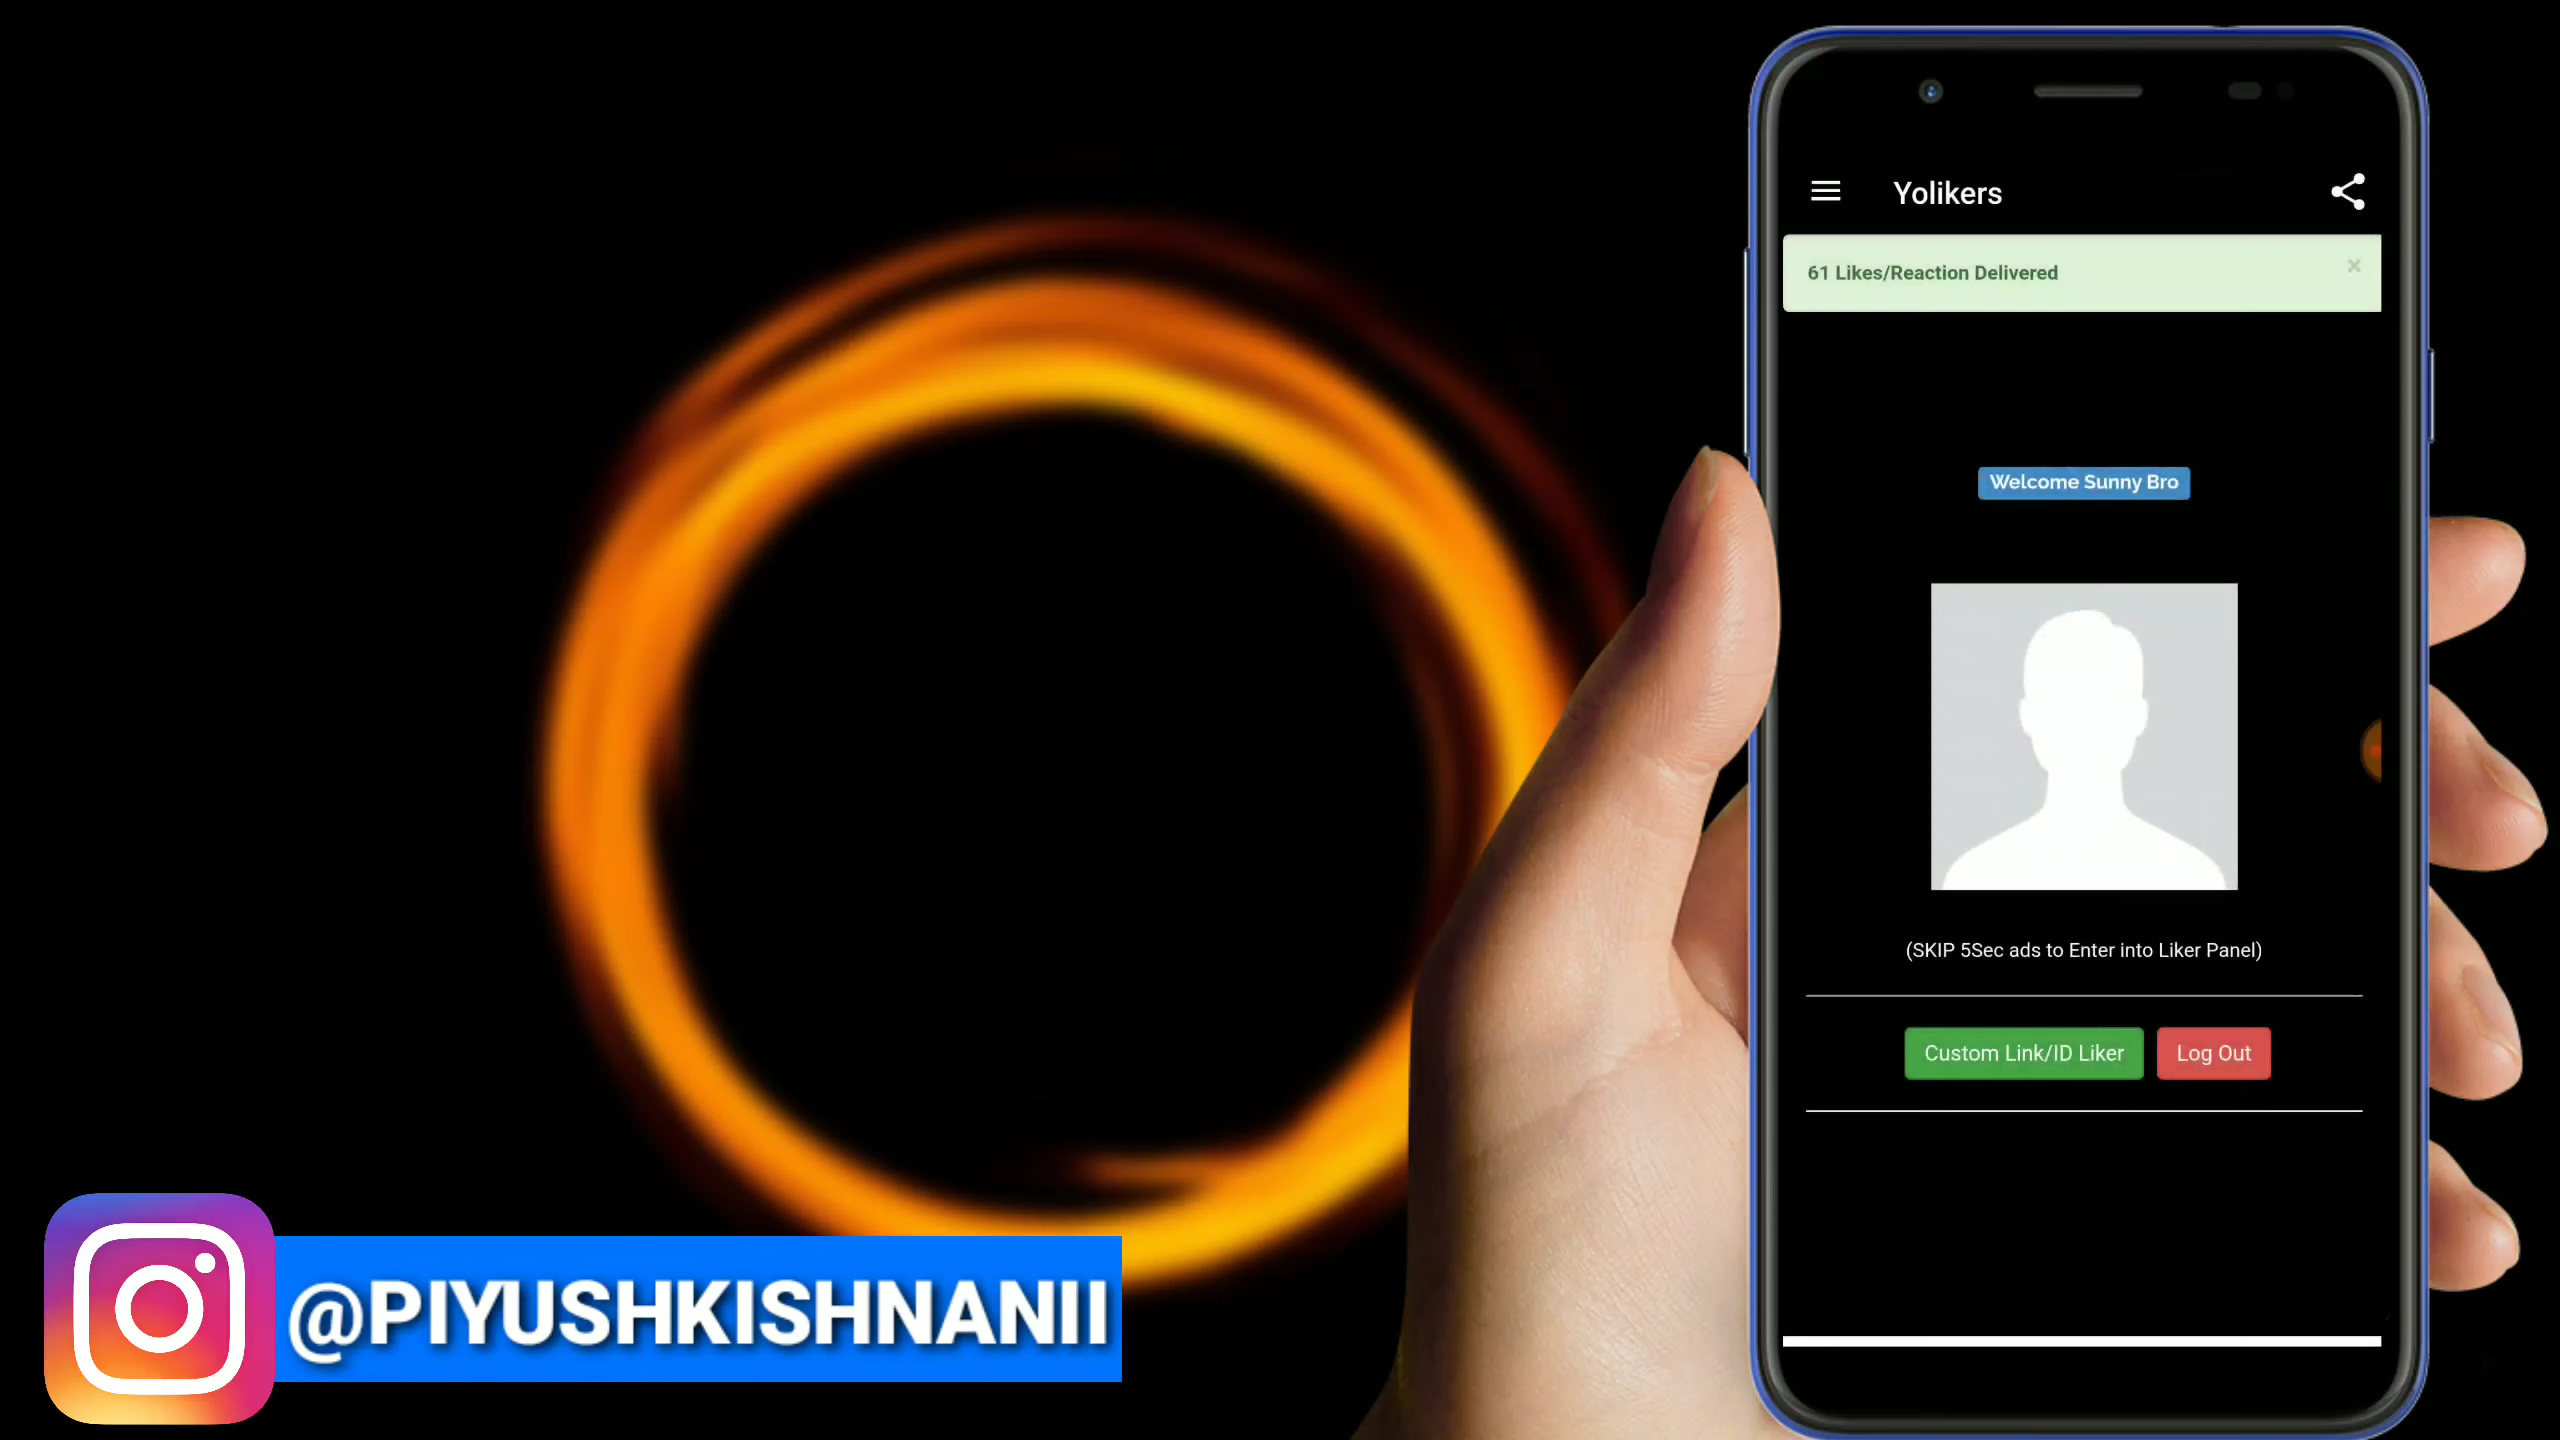 Yolikers
61 Likes/Reaction Delivered
×
Welcome Sunny Bro
(SKIP 5Sec ads to Enter into Liker Panel)
Custom Link/ID Liker
Log Out
@PIYUSHKISHNANII